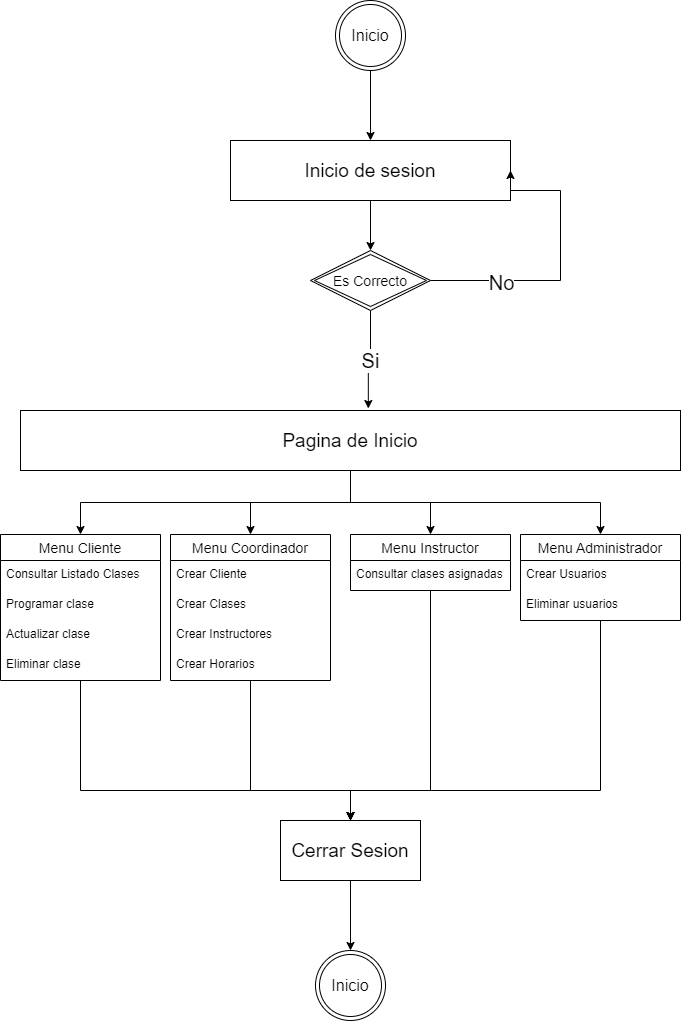 Inicio
Inicio de sesion
Es Correcto
No
Si
Pagina de Inicio
Menu Cliente
Consultar Listado Clases
Programar clase
Actualizar clase
Eliminar clase
Menu Coordinador
Crear Cliente
Crear Clases
Crear Instructores
Crear Horarios
Menu Instructor
Consultar clases asignadas
Menu Administrador
Crear Usuarios
Eliminar usuarios
Cerrar Sesion
Inicio